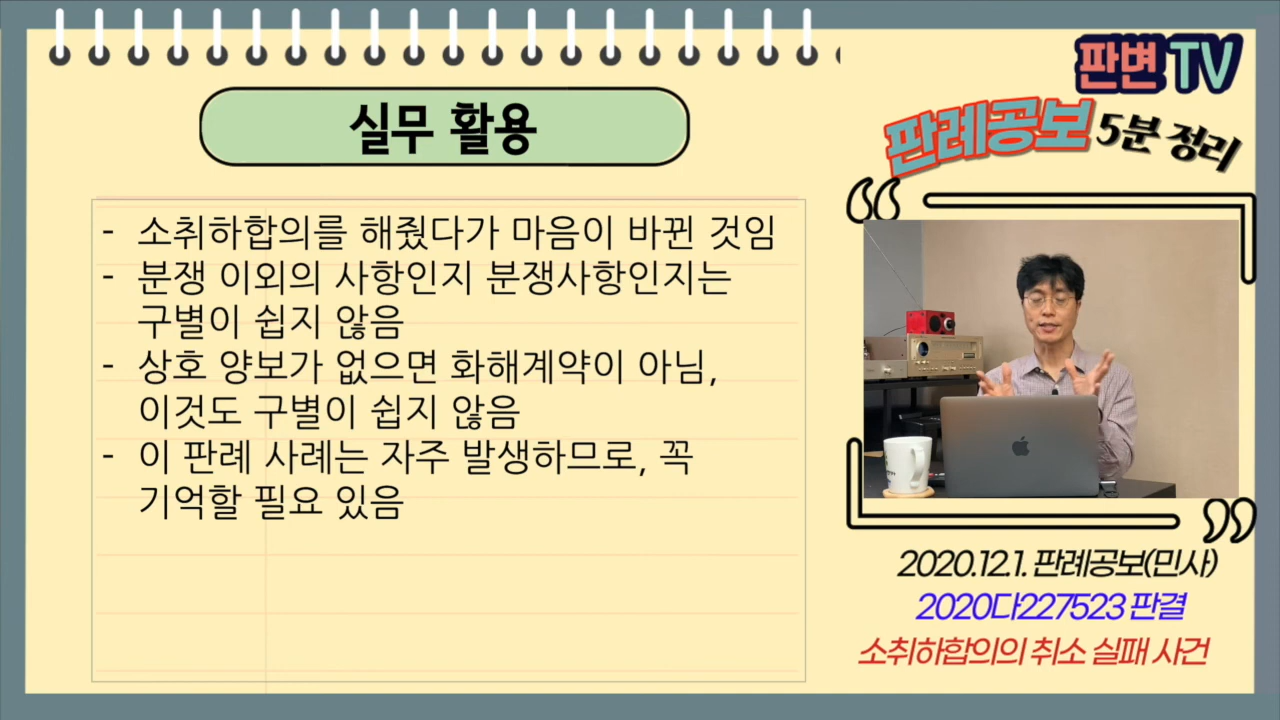 판변 TV
판례공보 5분 정리
실무 활용
- 소취하합의를 해줬다가 마음이 바뀐 것임
- 분쟁 이외의 사항인지 분쟁사항인지는
구별이 쉽지 않음
- 상호 양보가 없으면 화해계약이 아님,
이것도 구별이 쉽지 않음
- 이 판례 사례는 자주 발생하므로, 꼭
기억할 필요 있음
2020.12.1. 판례공보(민사)
2020다227523 판결
소취하합의의 취소 실패 사건